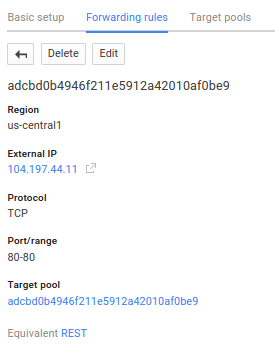 Basic setup Forwarding rules Target pools
Delete Edit
adcbd0b4946f211e5912a42010af0be9
Region
us-central1
External IP
104.197.44.11
Protocol
TCP
Port/range
80-80
Target pool
adcbd0b4946f211e5912a42010af0be9
Equivalent REST